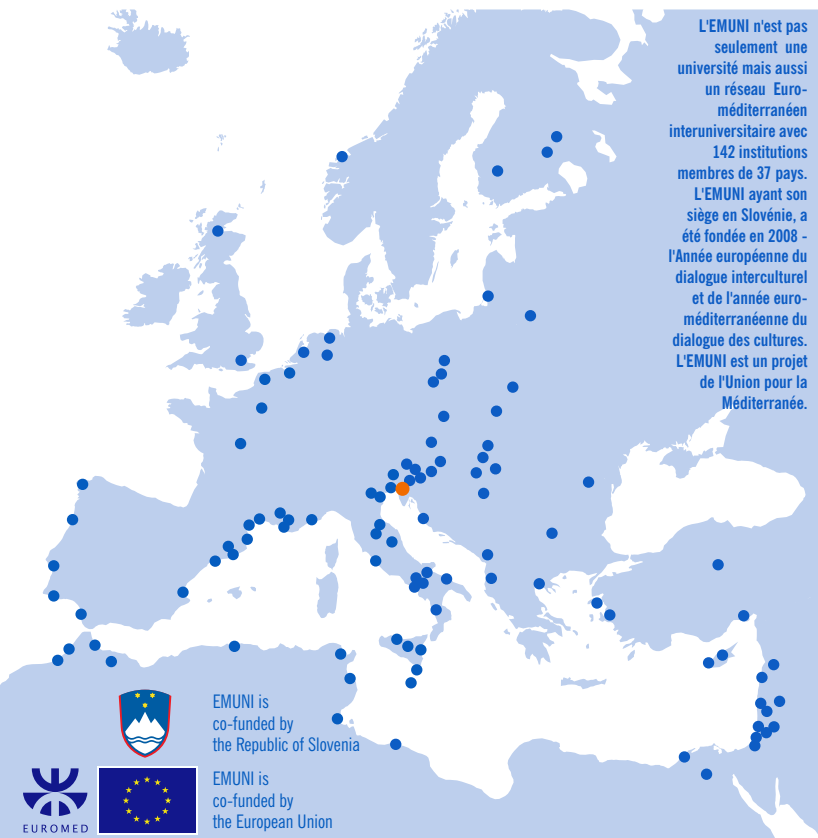 L'EMUNI n'est pas
seulement une
université mais aussi
un réseau Euro-
méditerranéen
interuniversitaire avec
142 institutions
membres de 37 pays.
L'EMUNI ayant son
siège en Slovénie, a
été fondée en 2008 -
l'Année européenne du
dialogue interculturel
et de l'année euro-
méditerranéenne du
dialogue des cultures.
L'EMUNI est un projet
de l'Union pour la
Méditerranée.
EMUNI is
co-funded by
the Republic of Slovenia
EMUNI is
co-funded by
the European Union
EUROMED